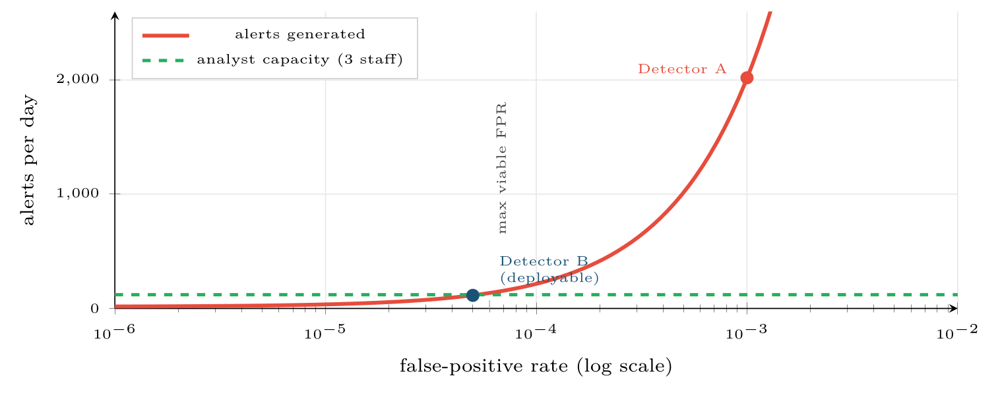 alerts generated
analyst capacity (3 staff)
Detector A
2,000
max viable FPR
alerts per day
1,000
Detector B
(deployable)
0
10⁻⁶ 10⁻⁵ 10⁻⁴ 10⁻³ 10⁻²
false-positive rate (log scale)